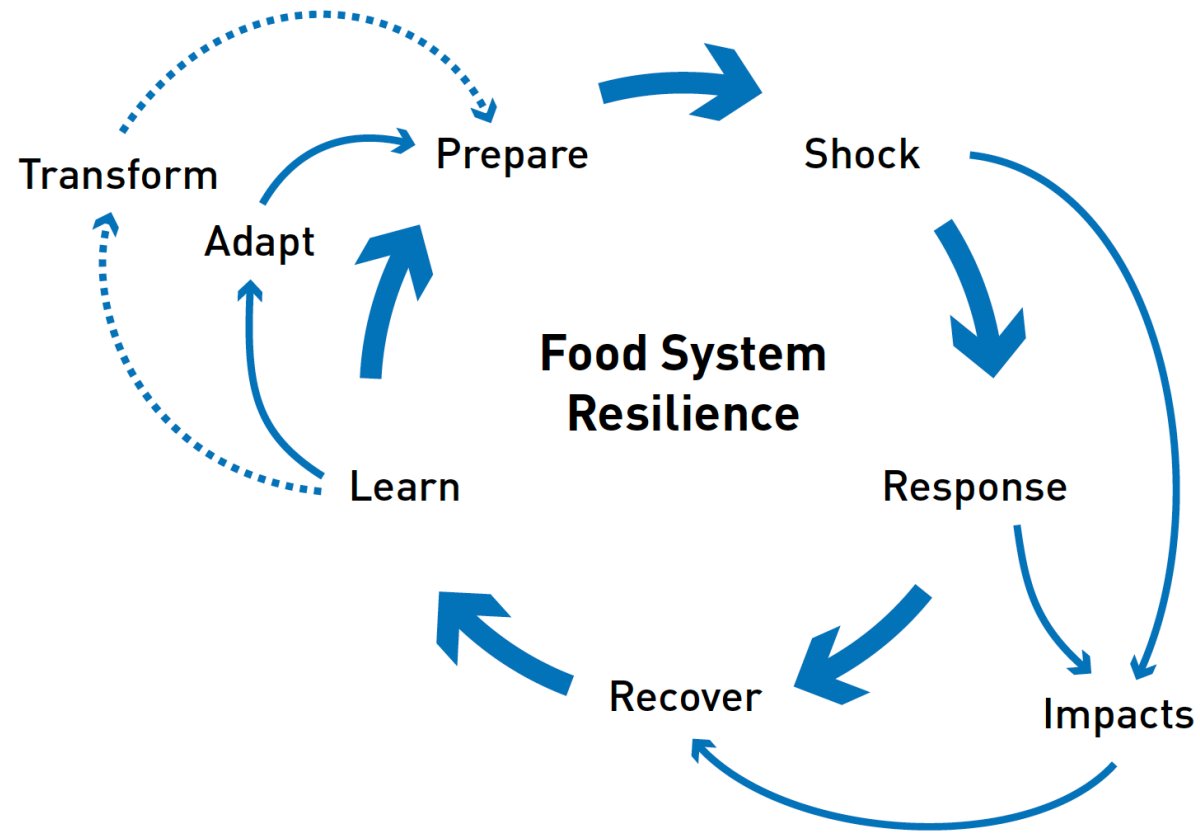 Prepare
Shock
Transform
Adapt
Food System
Resilience
Learn
Response
Recover
Impacts